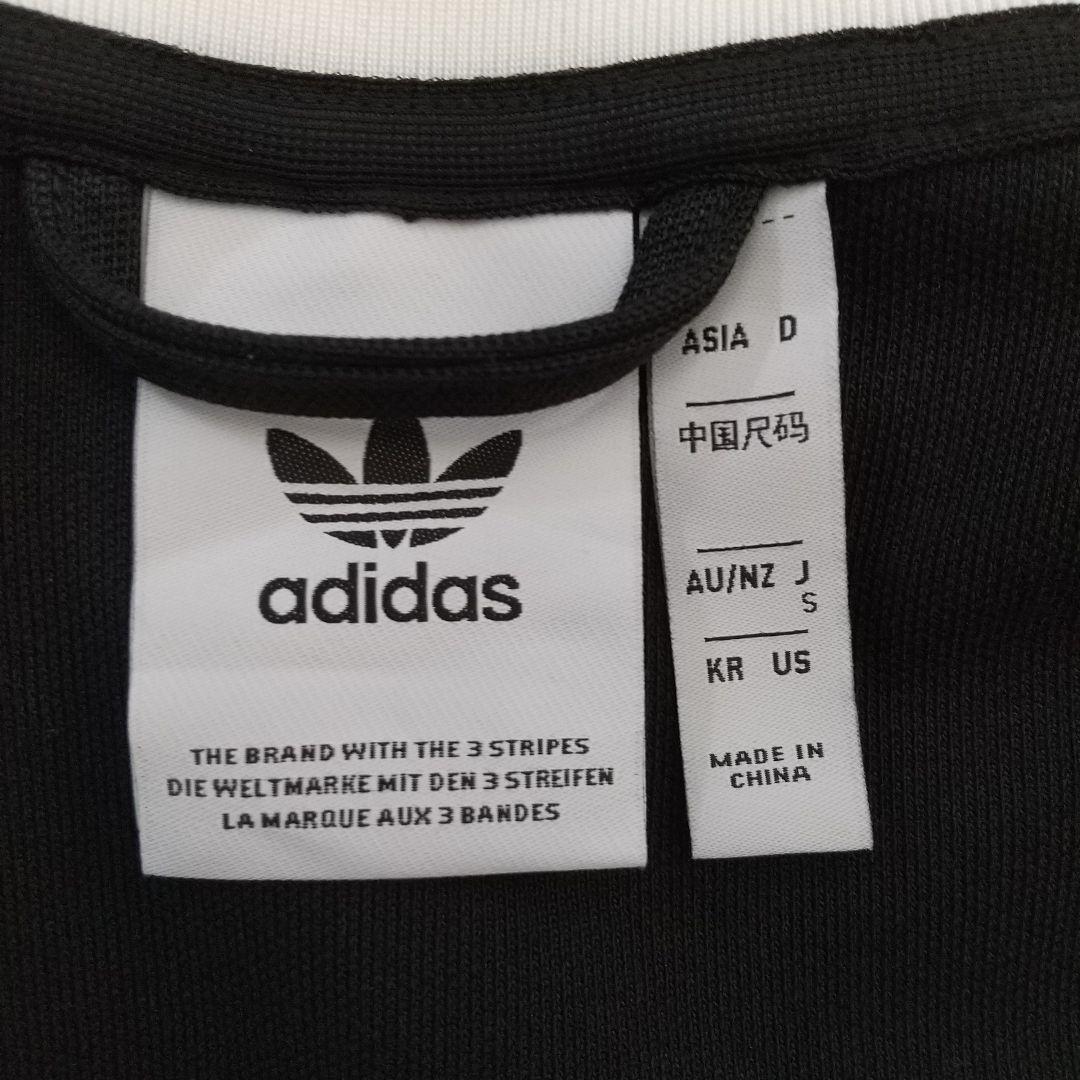 adidas
THE BRAND WITH THE 3 STRIPES
DIE WELTMARKE MIT DEN 3 STREIFEN
LA MARQUE AUX 3 BANDES
--
ASIA D
中国尺码
AU/NZ J
S
KR US
MADE IN
CHINA